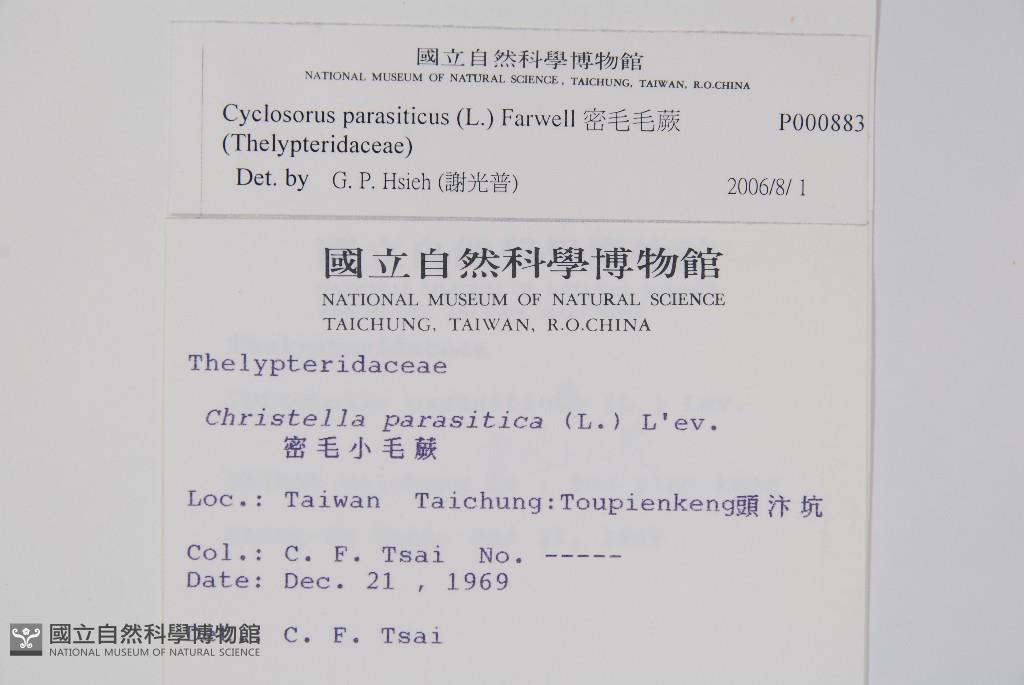 國立自然科學博物館
NATIONAL MUSEUM OF NATURAL SCIENCE, TAICHUNG, TAIWAN, R.O.CHINA
Cyclosorus parasiticus (L.) Farwell 密毛毛蕨 P000883
(Thelypteridaceae)
Det. by G. P. Hsieh (謝光普) 2006/8/ 1
國立自然科學博物館
NATIONAL MUSEUM OF NATURAL SCIENCE
TAICHUNG, TAIWAN, R.O.CHINA
Thelypteridaceae
Christella parasitica (L.) L'ev.
密毛小毛蕨
Loc.: Taiwan Taichung:Toupienkeng頭汴坑
Col.: C. F. Tsai No. -----
Date: Dec. 21 , 1969
C. F. Tsai
國立自然科學博物館
NATIONAL MUSEUM OF NATURAL SCIENCE